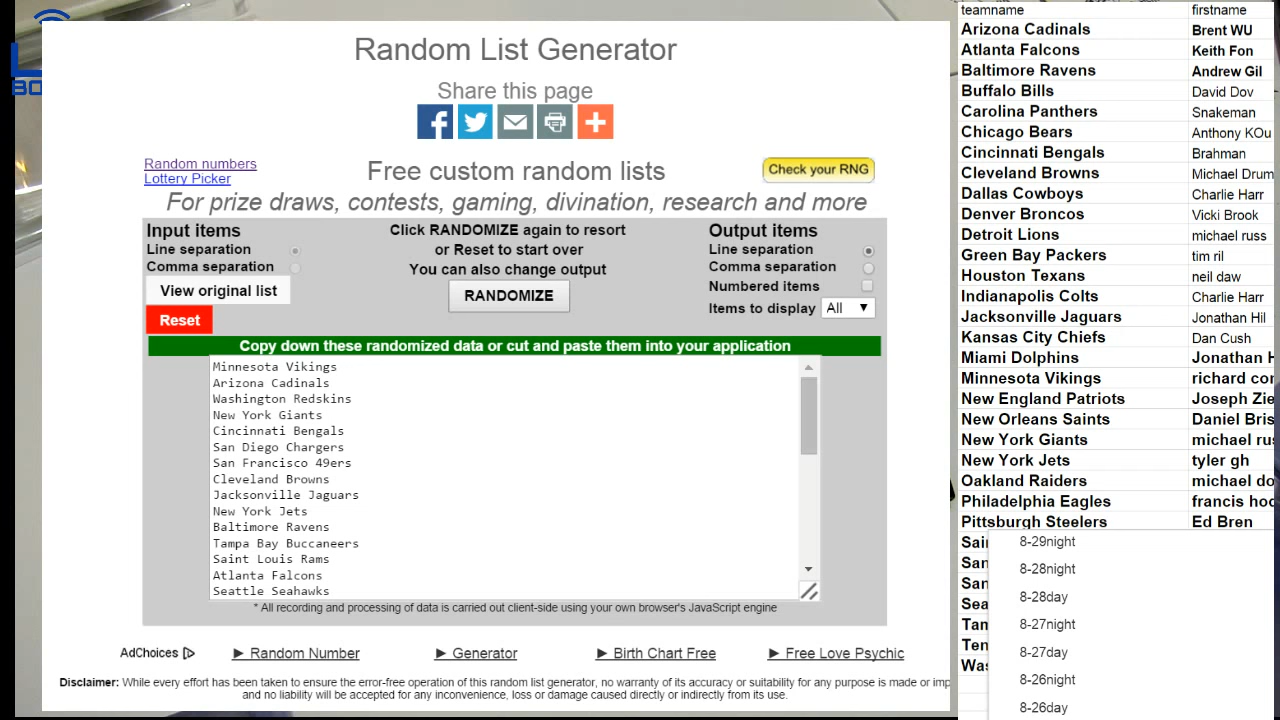 Random List Generator
Share this page
Random numbers
Lottery Picker
Free custom random lists
Check your RNG
For prize draws, contests, gaming, divination, research and more
Input items
Line separation
Comma separation
View original list
Reset
Click RANDOMIZE again to resort
or Reset to start over
You can also change output
RANDOMIZE
Output items
Line separation
Comma separation
Numbered items
Items to display All
Copy down these randomized data or cut and paste them into your application
Minnesota Vikings
Arizona Cadinals
Washington Redskins
New York Giants
Cincinnati Bengals
San Diego Chargers
San Francisco 49ers
Cleveland Browns
Jacksonville Jaguars
New York Jets
Baltimore Ravens
Tampa Bay Buccaneers
Saint Louis Rams
Atlanta Falcons
Seattle Seahawks
* All recording and processing of data is carried out client-side using your own browser's JavaScript engine
AdChoices
► Random Number
► Generator
► Birth Chart Free
► Free Love Psychic
Disclaimer: While every effort has been taken to ensure the error-free operation of this random list generator, no warranty of its accuracy or suitability for any purpose is made or imp
and no liability will be accepted for any inconvenience, loss or damage caused directly or indirectly from its use.
teamname firstname
Arizona Cadinals Brent WU
Atlanta Falcons Keith Fon
Baltimore Ravens Andrew Gil
Buffalo Bills David Dov
Carolina Panthers Snakeman
Chicago Bears Anthony KOu
Cincinnati Bengals Brahman
Cleveland Browns Michael Drum
Dallas Cowboys Charlie Harr
Denver Broncos Vicki Brook
Detroit Lions michael russ
Green Bay Packers tim ril
Houston Texans neil daw
Indianapolis Colts Charlie Harr
Jacksonville Jaguars Jonathan Hil
Kansas City Chiefs Dan Cush
Miami Dolphins Jonathan H
Minnesota Vikings richard cor
New England Patriots Joseph Zie
New Orleans Saints Daniel Bris
New York Giants michael rus
New York Jets tyler gh
Oakland Raiders michael do
Philadelphia Eagles francis hoo
Pittsburgh Steelers Ed Bren
Sai
San
San
Sea
Tam
Ten
Was
8-29night
8-28night
8-28day
8-27night
8-27day
8-26night
8-26day